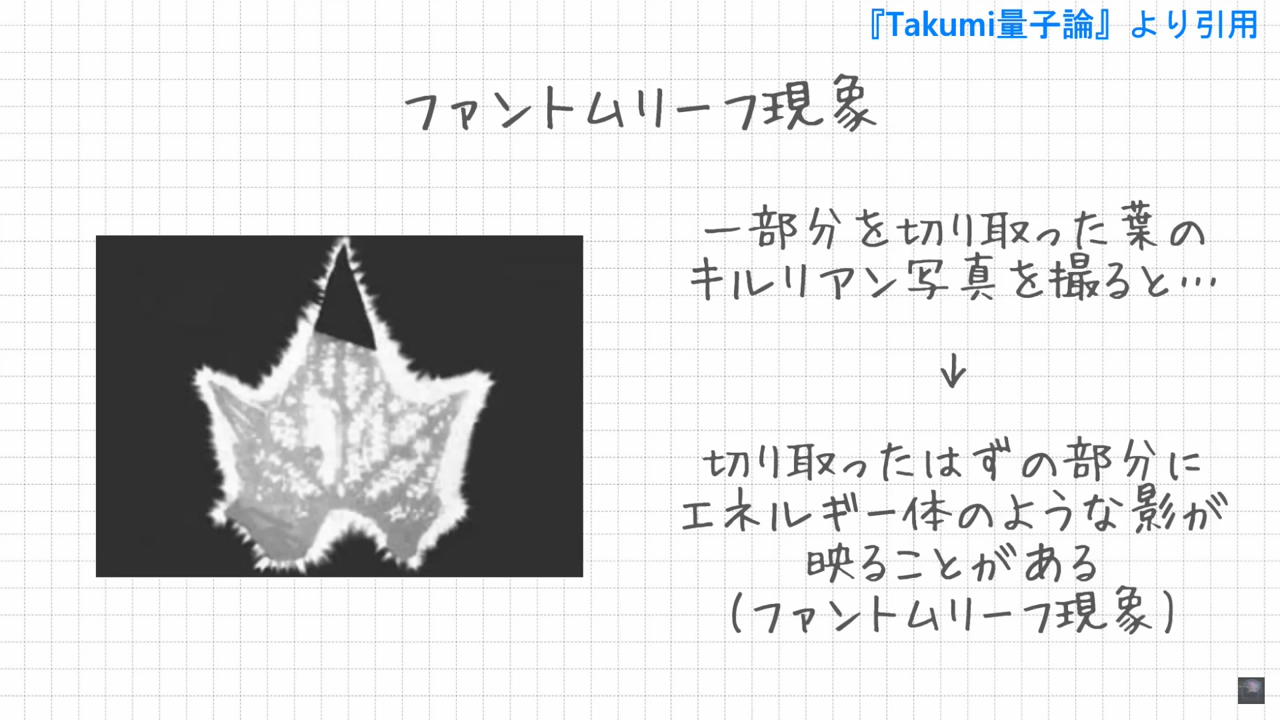 『Takumi量子論』より引用
ファントムリーフ現象
一部分を切り取った葉の
キルリアン写真を撮ると…
↓
切り取ったはずの部分に
エネルギー体のような影が
映ることがある
(ファントムリーフ現象)